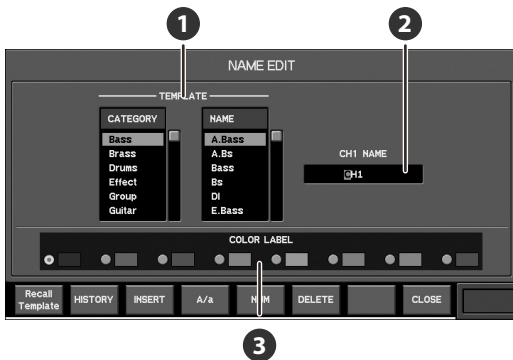 1
2
NAME EDIT
TEMPLATE
CATEGORY
NAME
Bass
A.Bass
Brass
A.Bs
Drums
Bass
Effect
Bs
Group
DI
Guitar
E.Bass
CH1 NAME
CH1
COLOR LABEL
Recall Template
HISTORY
INSERT
A/a
NUM
DELETE
CLOSE
3